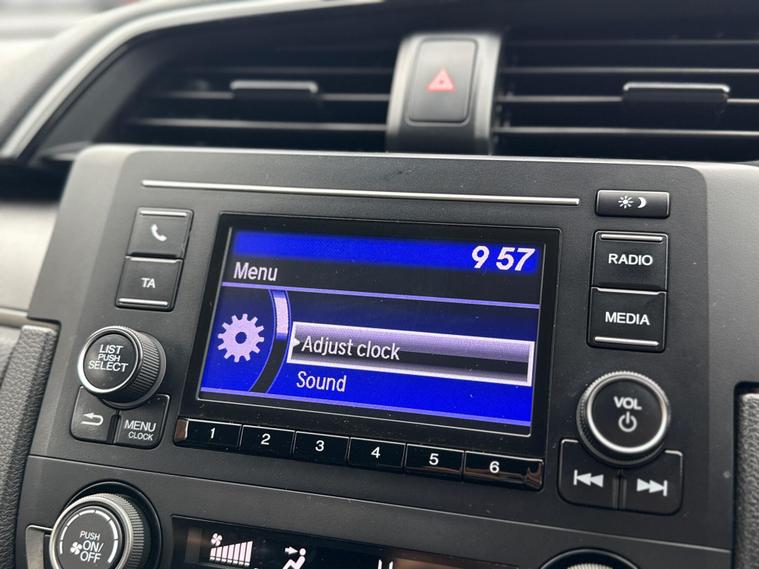 9 57
Menu
Adjust clock
Sound
TA
LIST
PUSH
SELECT
MENU
CLOCK
RADIO
MEDIA
VOL
1 2 3 4 5 6
PUSH
ON/
OFF